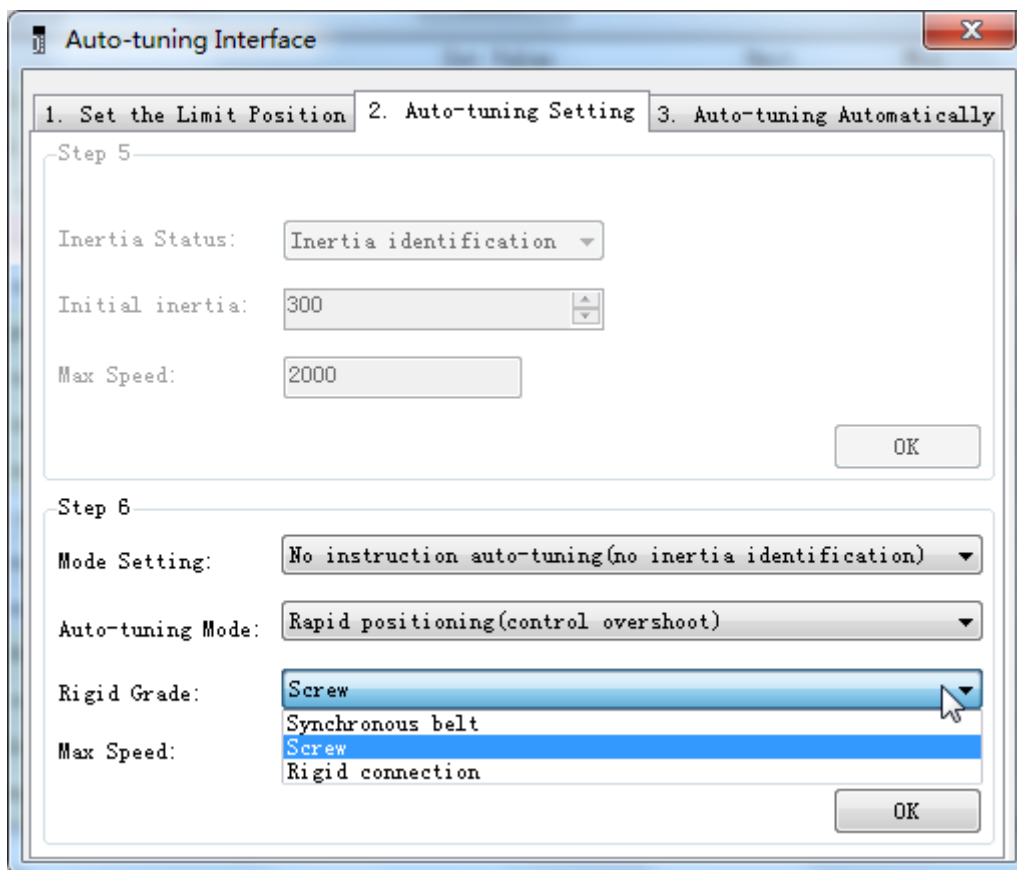 Auto-tuning Interface
1. Set the Limit Position
2. Auto-tuning Setting
3. Auto-tuning Automatically
Step 5
Inertia Status:
Inertia identification
Initial inertia:
300
Max Speed:
2000
OK
Step 6
Mode Setting:
No instruction auto-tuning(no inertia identification)
Auto-tuning Mode:
Rapid positioning(control overshoot)
Rigid Grade:
Screw
Synchronous belt
Screw
Rigid connection
Max Speed:
OK